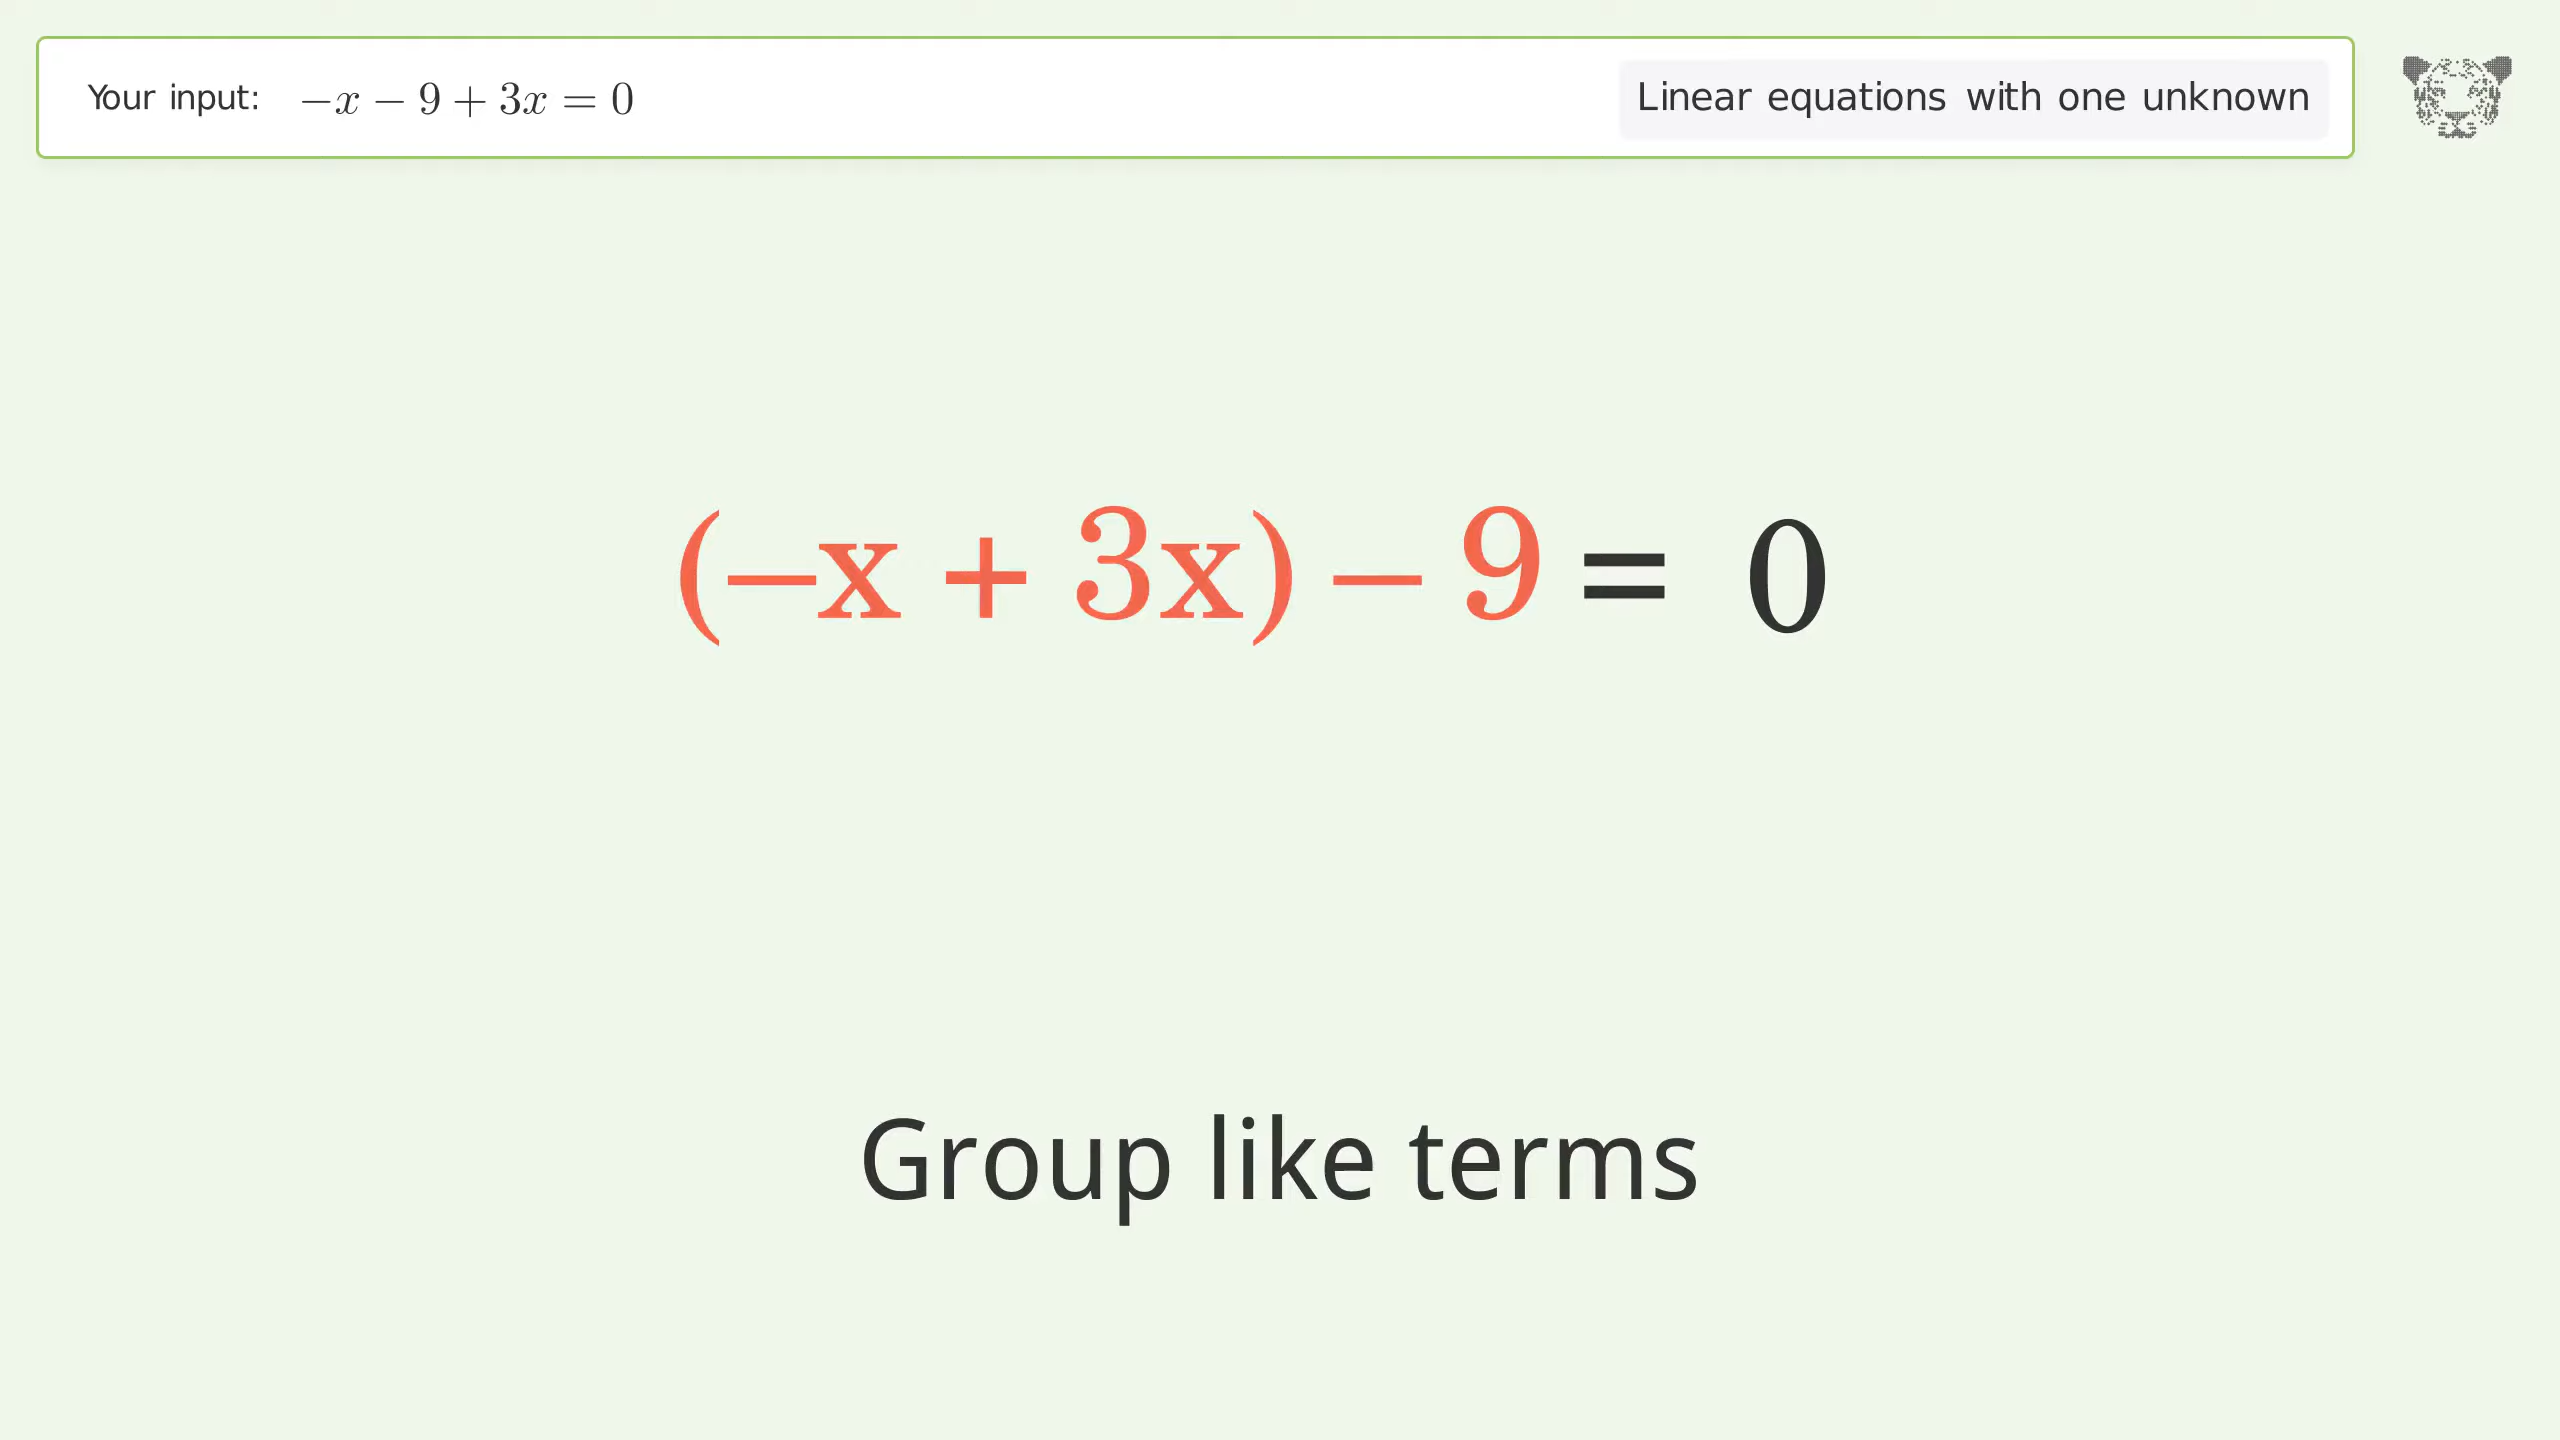 Your input: −x − 9 + 3x = 0 Linear equations with one unknown
(−x + 3x) − 9 = 0
Group like terms